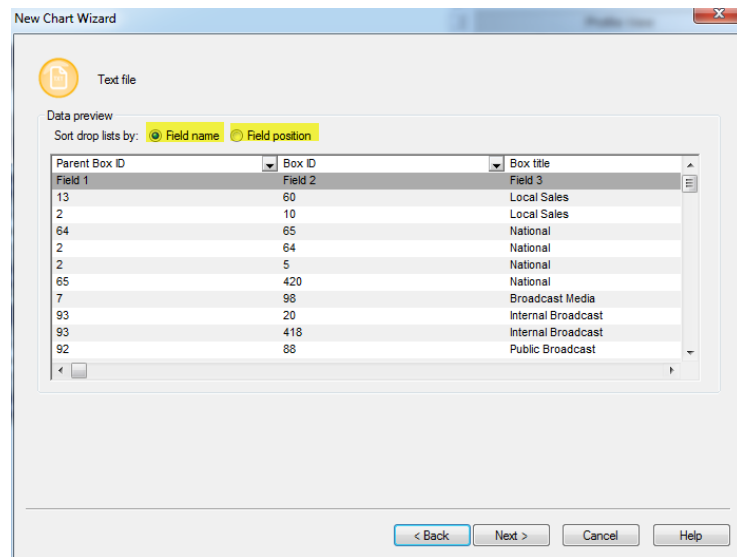 New Chart Wizard
Text file
Data preview
Sort drop lists by: Field name Field position
Parent Box ID Box ID Box title
Field 1 Field 2 Field 3
13 60 Local Sales
2 10 Local Sales
64 65 National
2 64 National
2 5 National
65 420 National
7 98 Broadcast Media
93 20 Internal Broadcast
93 418 Internal Broadcast
92 88 Public Broadcast
< Back Next > Cancel Help